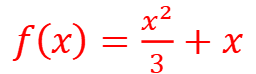 f(x) = x²/3 + x